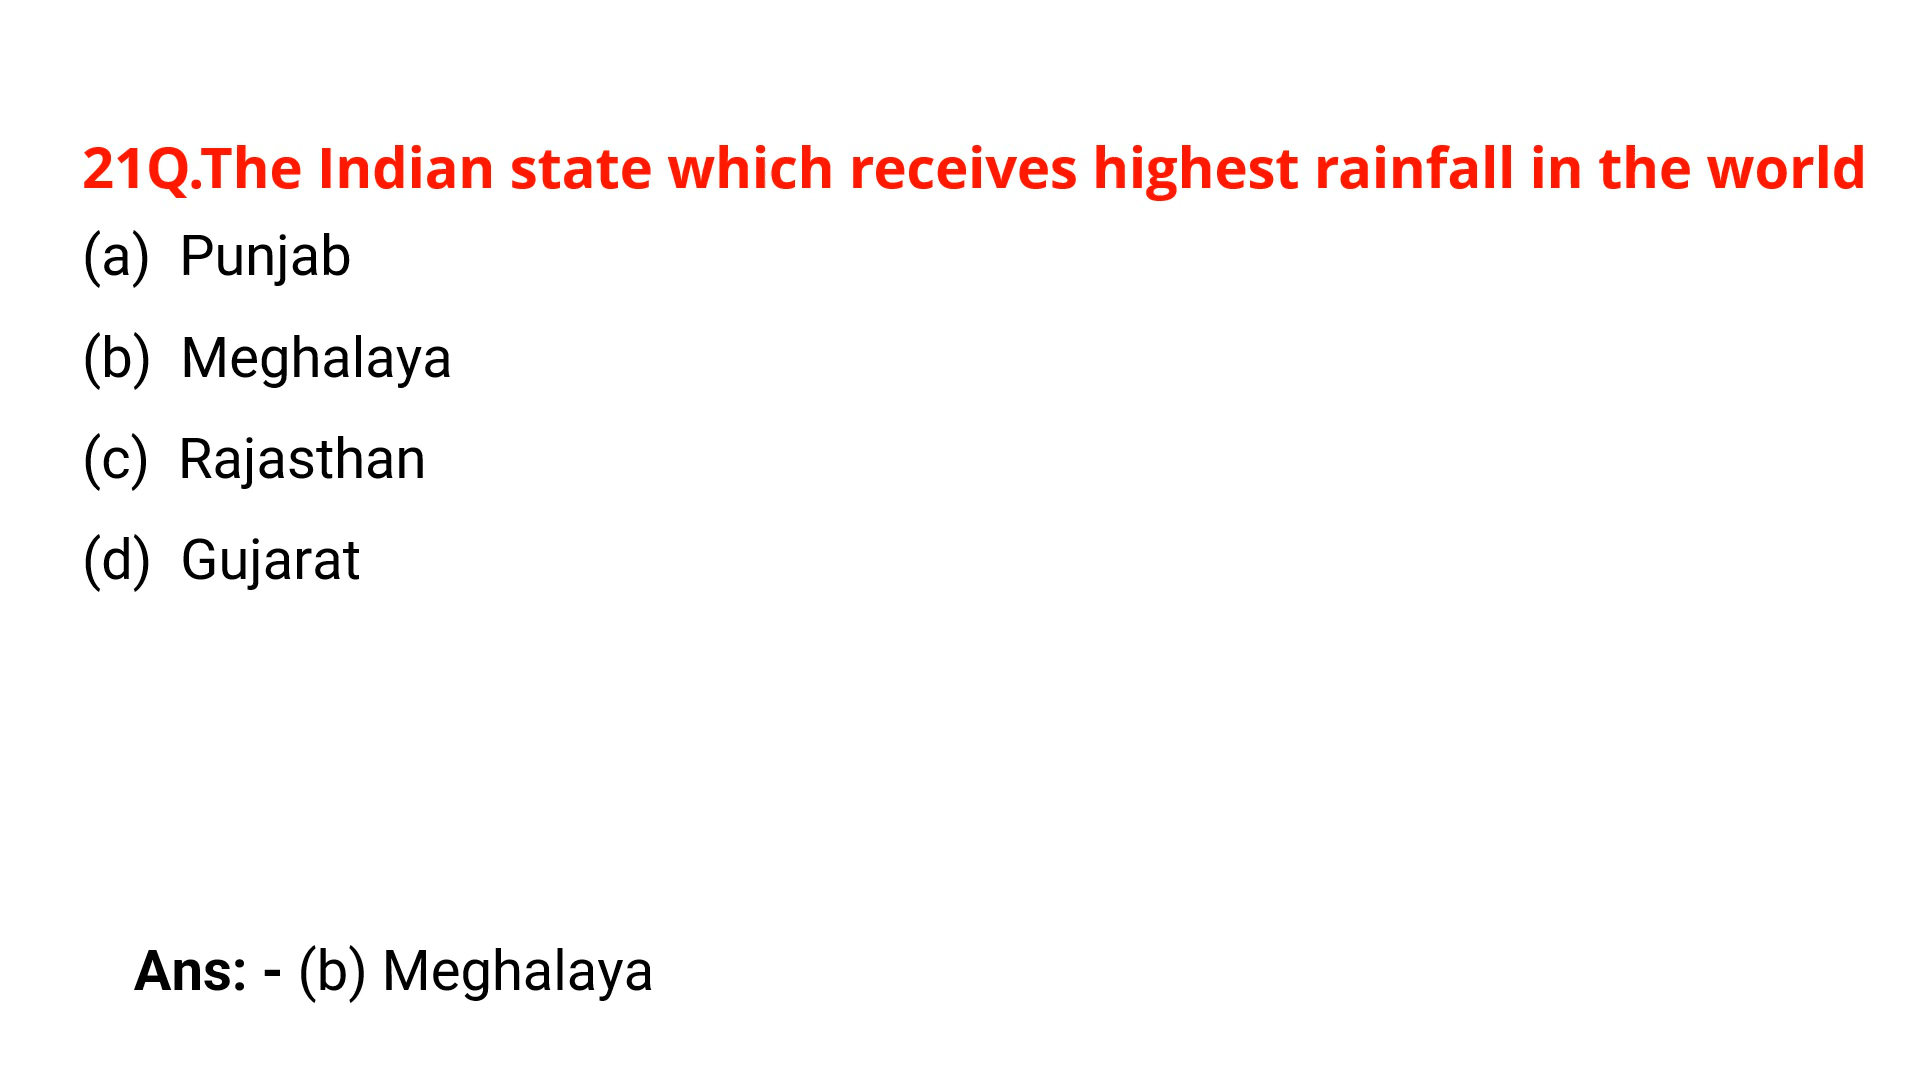 21Q.The Indian state which receives highest rainfall in the world
(a) Punjab
(b) Meghalaya
(c) Rajasthan
(d) Gujarat
Ans: - (b) Meghalaya